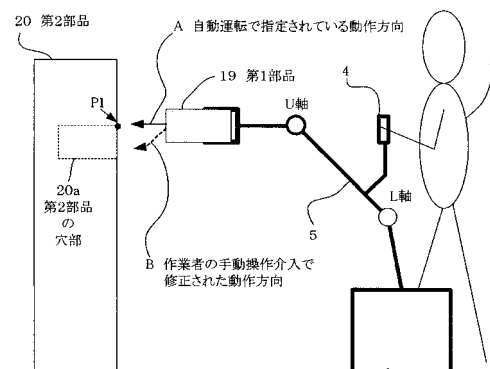 20 第2部品
A 自動運転で指定されている動作方向
19 第1部品
P1
U軸
4
20a
第2部品
の
穴部
L軸
5
B 作業者の手動操作介入で
修正された動作方向